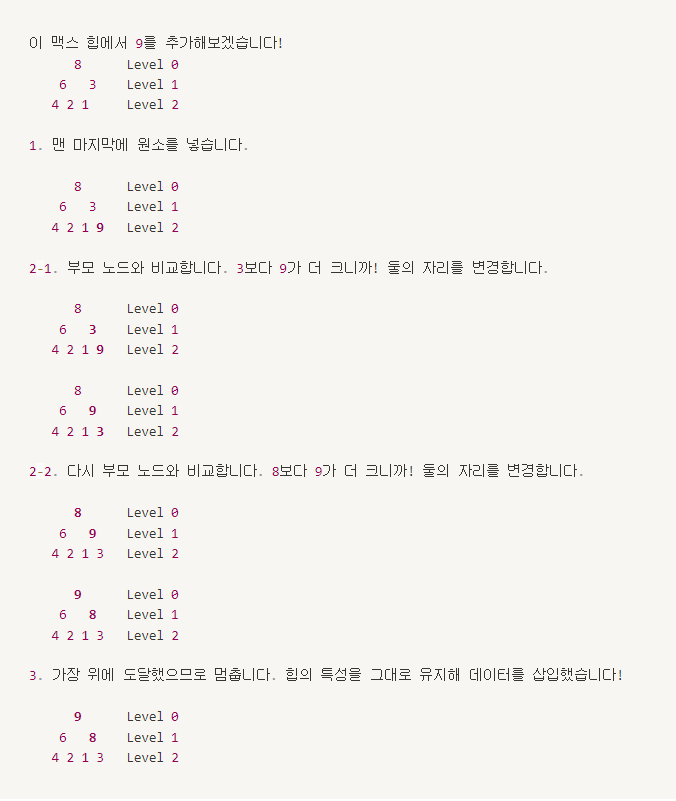 이 맥스 힙에서 9를 추가해보겠습니다!
      8      Level 0
    6   3    Level 1
   4 2 1     Level 2
1. 맨 마지막에 원소를 넣습니다.
      8      Level 0
    6   3    Level 1
   4 2 1 9   Level 2
2-1. 부모 노드와 비교합니다. 3보다 9가 더 크니까! 둘의 자리를 변경합니다.
      8      Level 0
    6   3    Level 1
   4 2 1 9   Level 2
      8      Level 0
    6   9    Level 1
   4 2 1 3   Level 2
2-2. 다시 부모 노드와 비교합니다. 8보다 9가 더 크니까! 둘의 자리를 변경합니다.
      8      Level 0
    6   9    Level 1
   4 2 1 3   Level 2
      9      Level 0
    6   8    Level 1
   4 2 1 3   Level 2
3. 가장 위에 도달했으므로 멈춥니다. 힙의 특성을 그대로 유지해 데이터를 삽입했습니다!
      9      Level 0
    6   8    Level 1
   4 2 1 3   Level 2